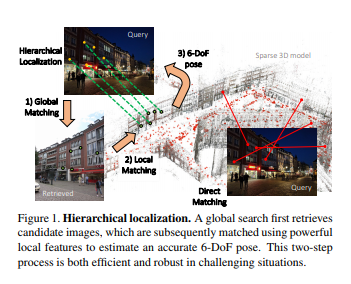 Hierarchical
Localization
Query
3) 6-DoF
pose
Sparse 3D model
1) Global
Matching
2) Local
Matching
Retrieved
Query
Direct
Matching
Figure 1. Hierarchical localization. A global search first retrieves
candidate images, which are subsequently matched using powerful
local features to estimate an accurate 6-DoF pose. This two-step
process is both efficient and robust in challenging situations.